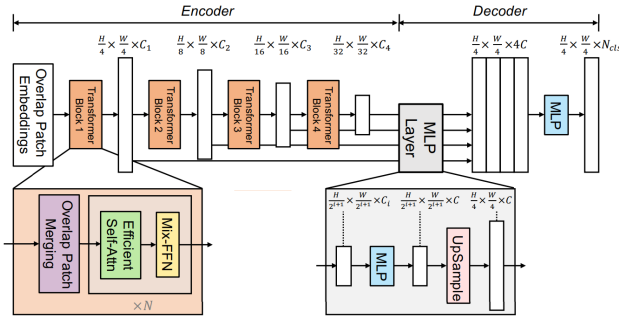 Encoder
Decoder
H/4 × W/4 × C₁
H/8 × W/8 × C₂
H/16 × W/16 × C₃
H/32 × W/32 × C₄
H/4 × W/4 × 4C
H/4 × W/4 × N_cls
Overlap Patch
Embeddings
Transformer
Block 1
Transformer
Block 2
Transformer
Block 3
Transformer
Block 4
MLP
Layer
MLP
Overlap Patch
Merging
Efficient
Self-Attn
Mix-FFN
×N
H/2^{i+1} × W/2^{i+1} × C_i
H/2^{i+1} × W/2^{i+1} × C
H/4 × W/4 × C
MLP
UpSample